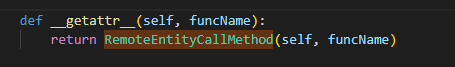 def __getattr__(self, funcName):
    return RemoteEntityCallMethod(self, funcName)